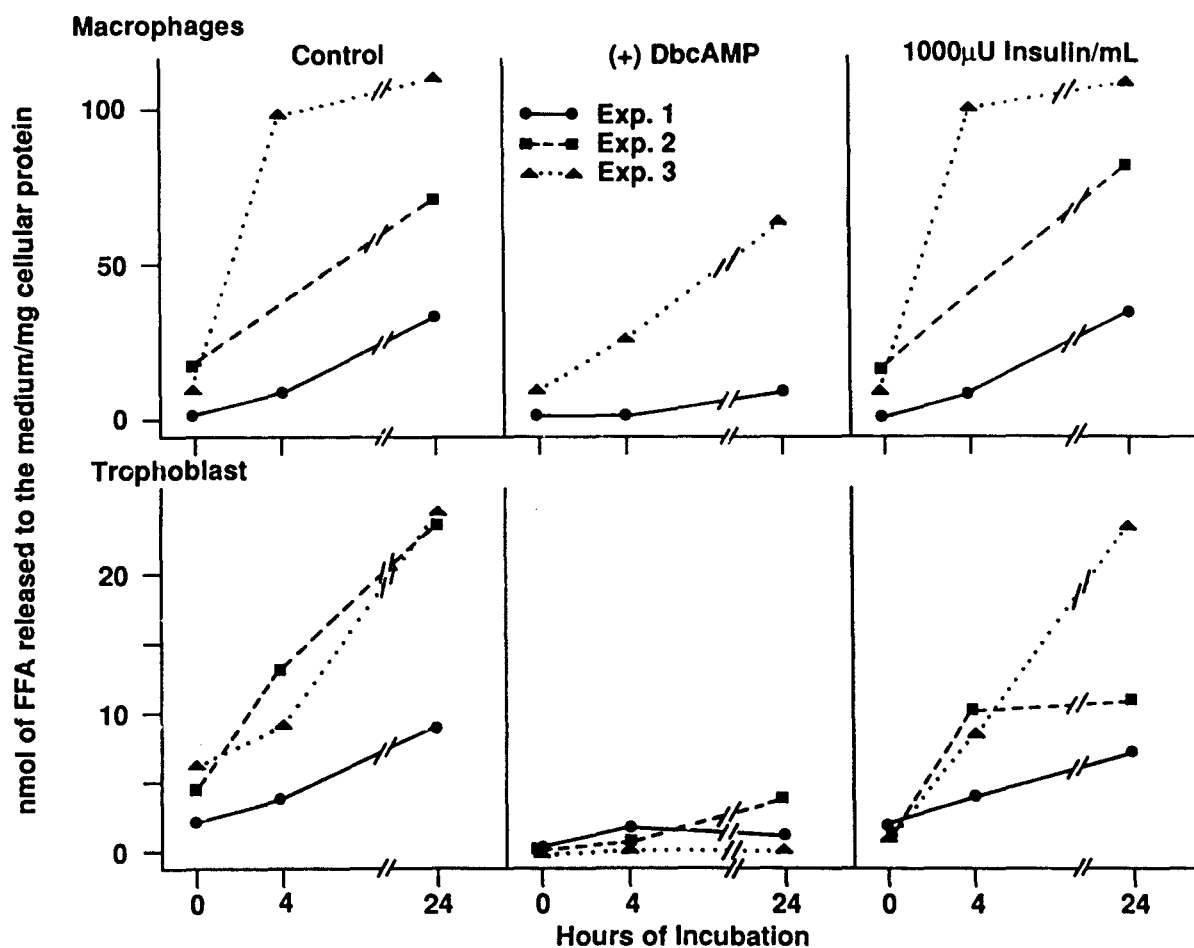 Macrophages
Control
(+) DbcAMP
1000µU Insulin/mL
Exp. 1
Exp. 2
Exp. 3
100
50
0
nmol of FFA released to the medium/mg cellular protein
Trophoblast
20
10
0
0 4 24 0 4 24 0 4 24
Hours of Incubation